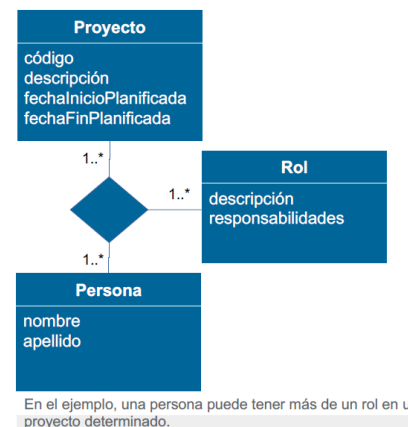 Proyecto
código
descripción
fechaInicioPlanificada
fechaFinPlanificada
1..*
1..*
Rol
descripción
responsabilidades
1..*
Persona
nombre
apellido
En el ejemplo, una persona puede tener más de un rol en
proyecto determinado.